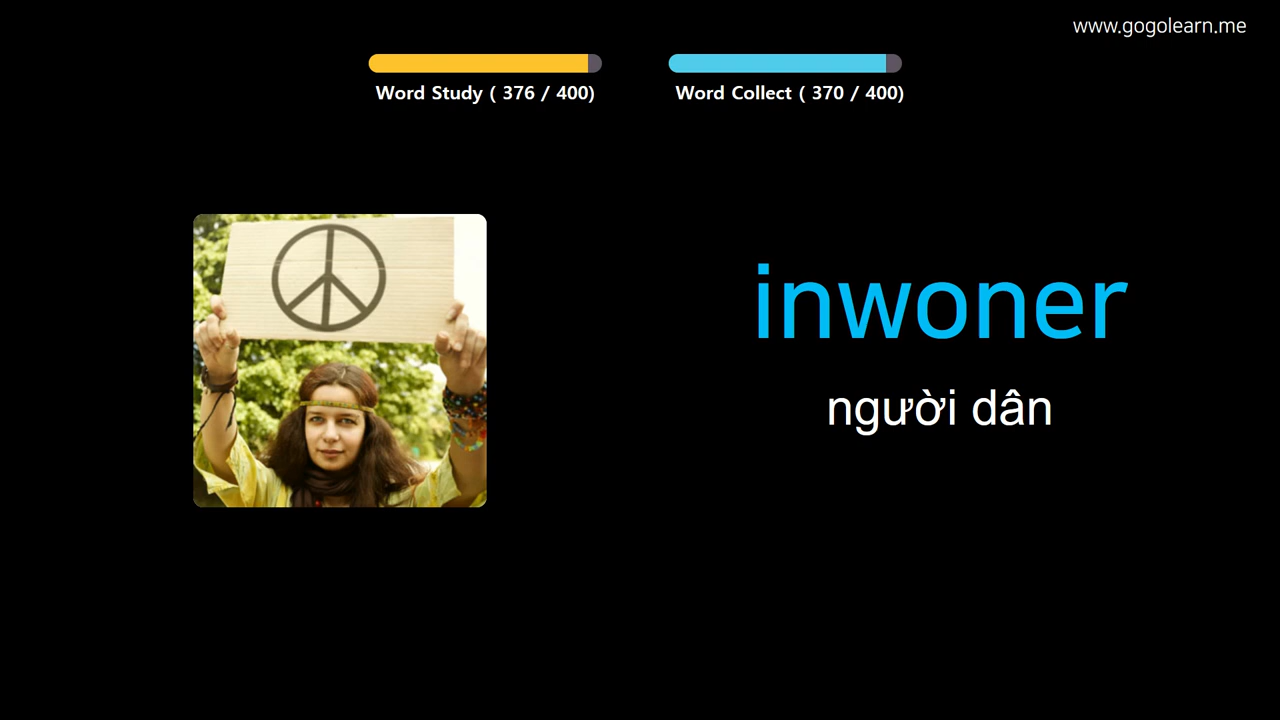 www.gogolearn.me
Word Study ( 376 / 400)
Word Collect ( 370 / 400)
inwoner
người dân